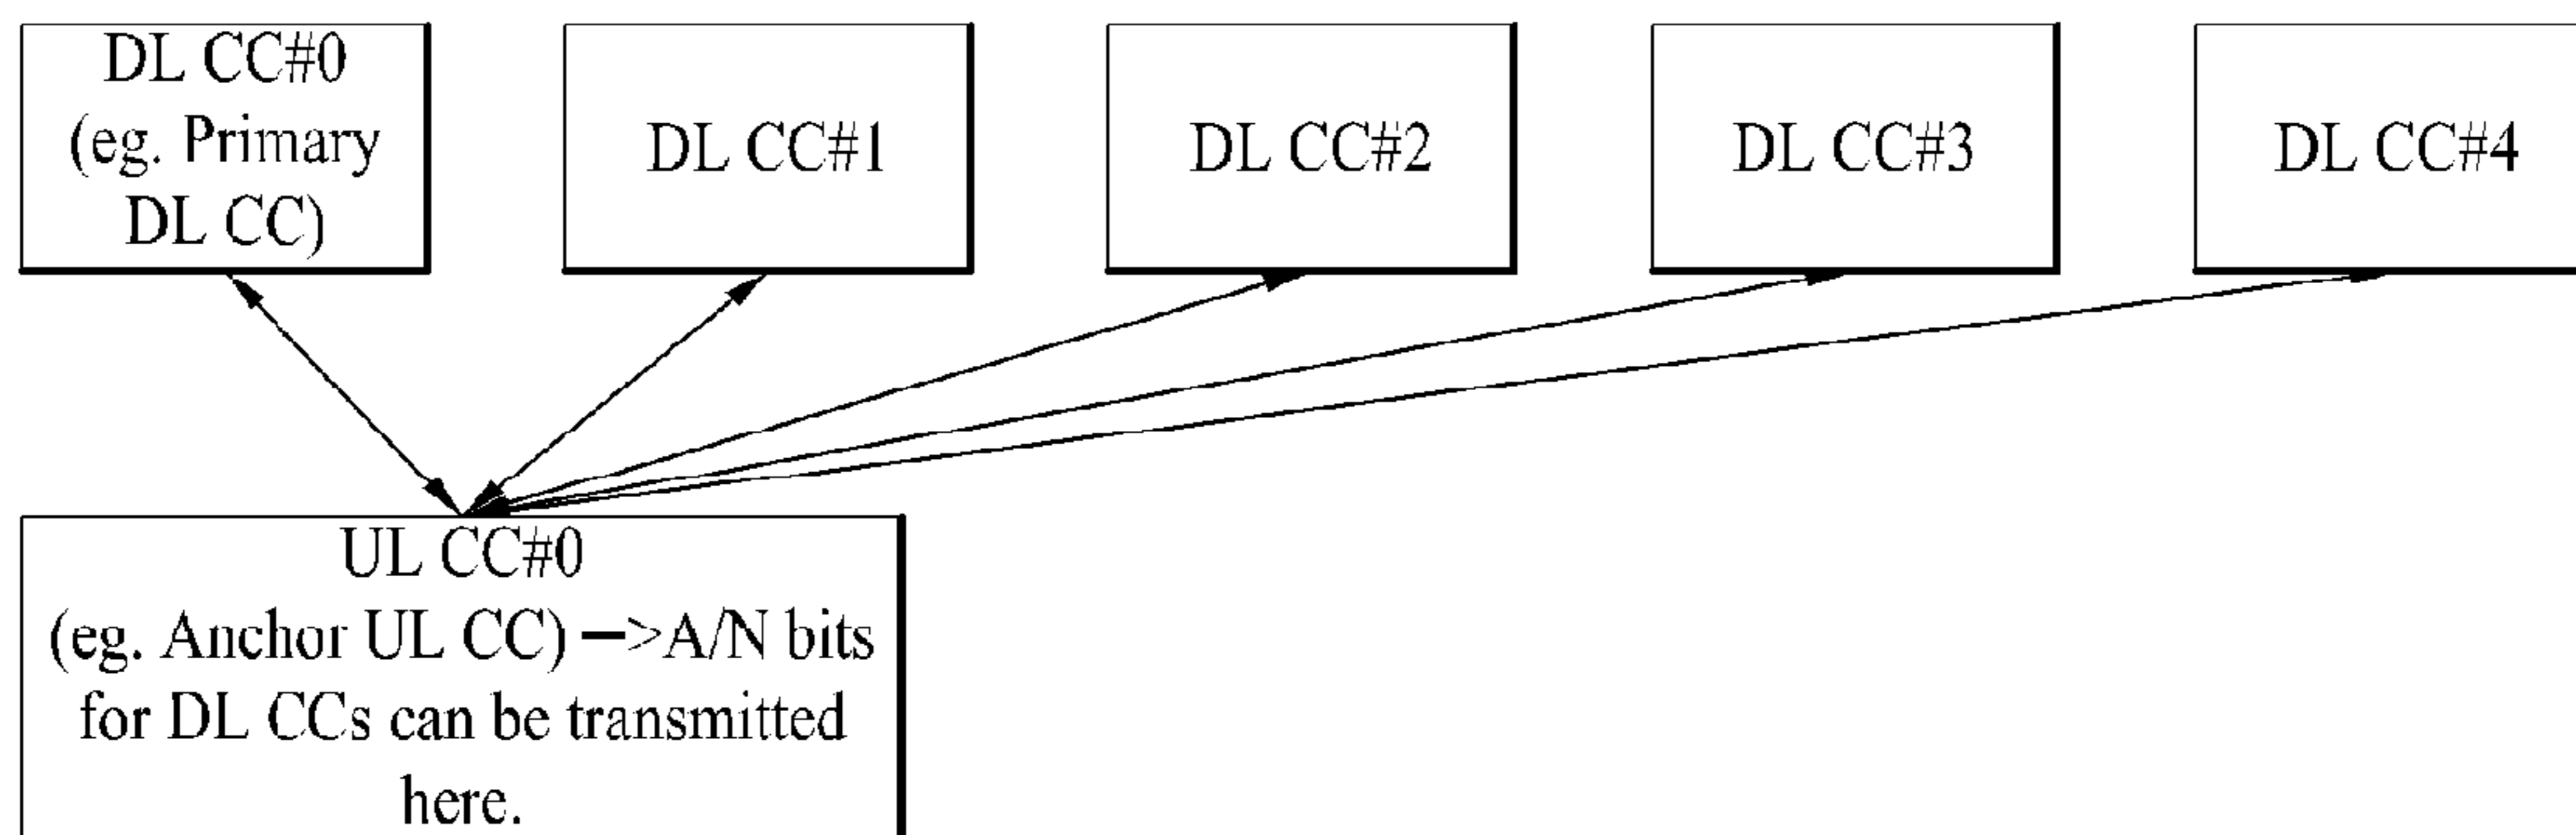 DL CC#0
(eg. Primary
DL CC)
DL CC#1
DL CC#2
DL CC#3
DL CC#4
UL CC#0
(eg. Anchor UL CC) —>A/N bits
for DL CCs can be transmitted
here.